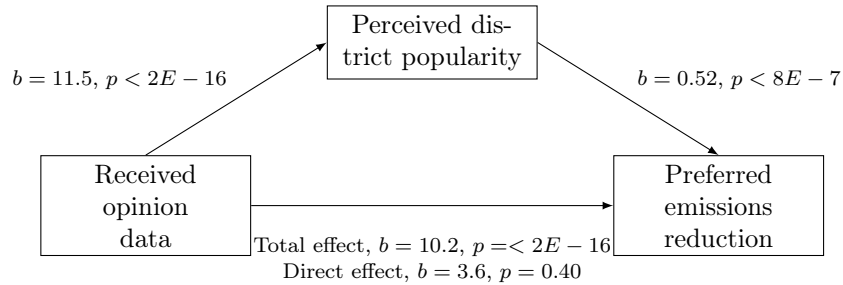 Perceived dis-
trict popularity
b = 11.5, p < 2E − 16
b = 0.52, p < 8E − 7
Received
opinion
data
Preferred
emissions
reduction
Total effect, b = 10.2, p =< 2E − 16
Direct effect, b = 3.6, p = 0.40